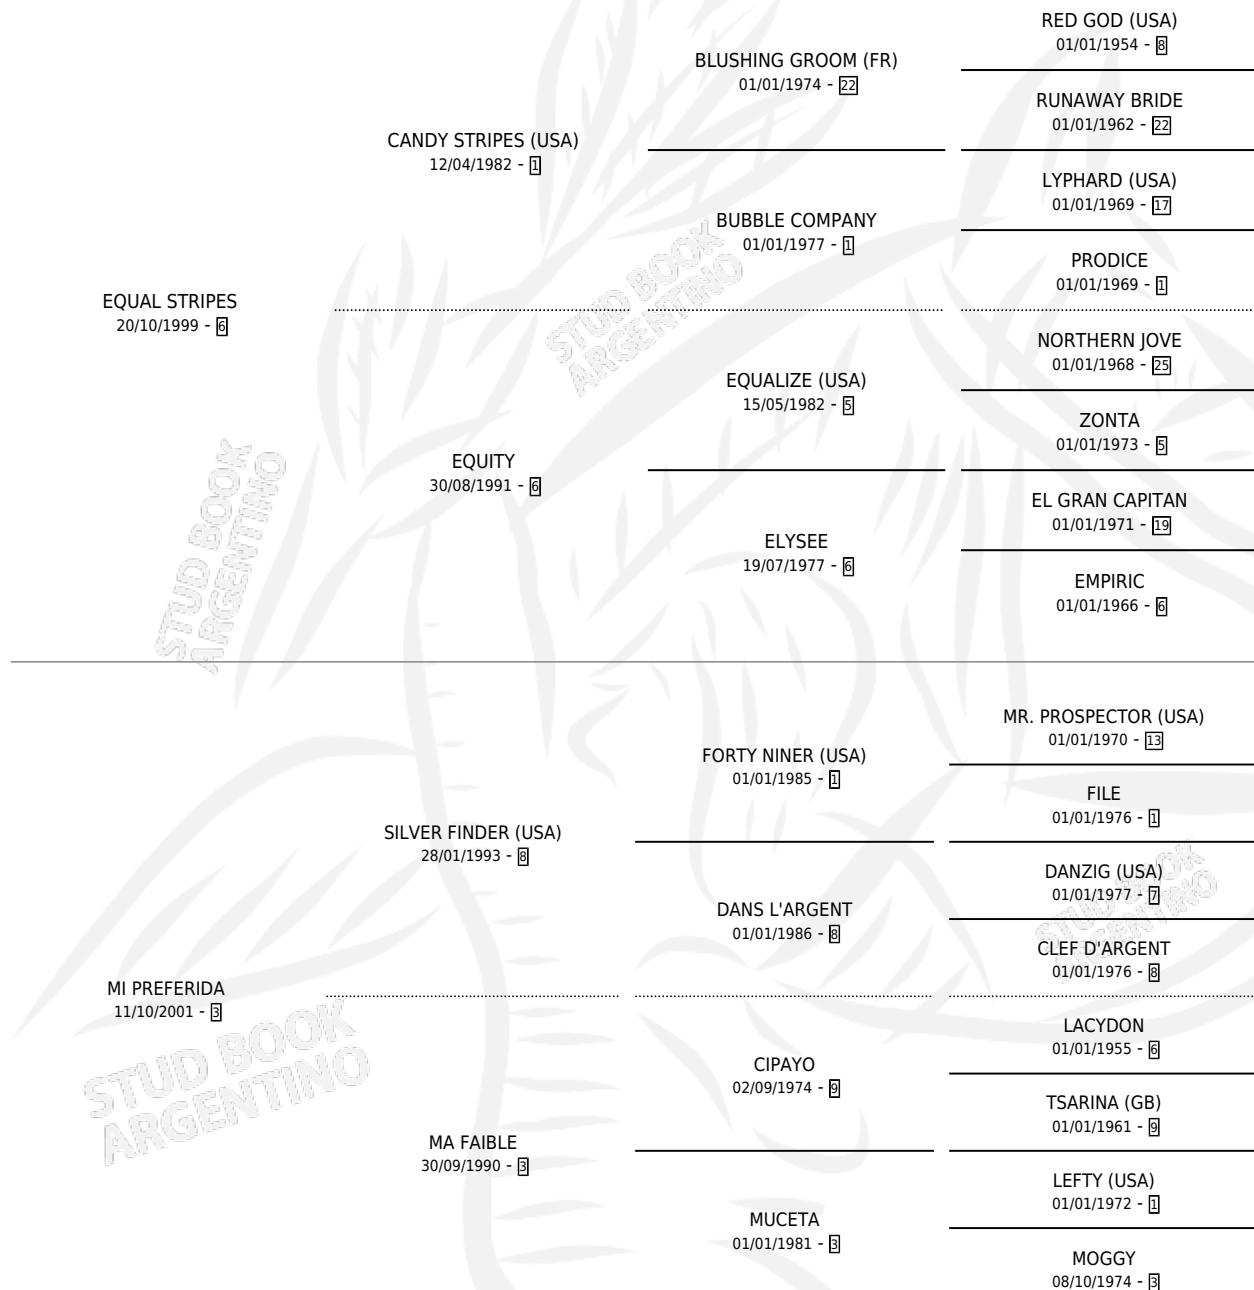 RED GOD (USA)
01/01/1954 - 8
BLUSHING GROOM (FR)
01/01/1974 - 22
RUNAWAY BRIDE
01/01/1962 - 22
CANDY STRIPES (USA)
12/04/1982 - 1
LYPHARD (USA)
01/01/1969 - 17
BUBBLE COMPANY
01/01/1977 - 1
PRODICE
01/01/1969 - 1
EQUAL STRIPES
20/10/1999 - 6
NORTHERN JOVE
01/01/1968 - 25
EQUALIZE (USA)
15/05/1982 - 5
ZONTA
01/01/1973 - 5
EQUITY
30/08/1991 - 6
EL GRAN CAPITAN
01/01/1971 - 19
ELYSEE
19/07/1977 - 6
EMPIRIC
01/01/1966 - 6
MR. PROSPECTOR (USA)
01/01/1970 - 13
FORTY NINER (USA)
01/01/1985 - 1
FILE
01/01/1976 - 1
SILVER FINDER (USA)
28/01/1993 - 8
DANZIG (USA)
01/01/1977 - 7
DANS L'ARGENT
01/01/1986 - 8
CLEF D'ARGENT
01/01/1976 - 8
MI PREFERIDA
11/10/2001 - 3
LACYDON
01/01/1955 - 6
CIPAYO
02/09/1974 - 9
TSARINA (GB)
01/01/1961 - 9
MA FAIBLE
30/09/1990 - 3
LEFTY (USA)
01/01/1972 - 1
MUCETA
01/01/1981 - 3
MOGGY
08/10/1974 - 3
STUD BOOK
ARGENTINO
STUD BOOK
ARGENTINO
STUD BOOK
ARGENTINO
STUD BOOK
ARGENTINO